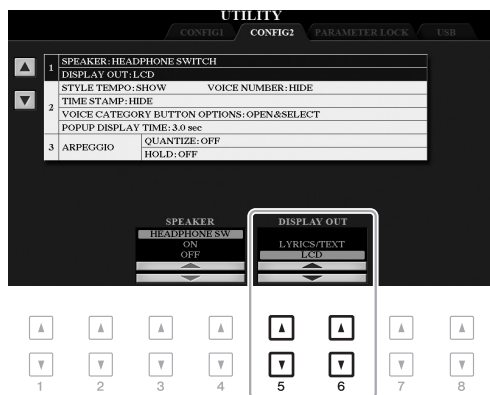 UTILITY
CONFIG1 CONFIG2 PARAMETER LOCK USB
1 SPEAKER: HEADPHONE SWITCH
DISPLAY OUT: LCD
2 STYLE TEMPO: SHOW VOICE NUMBER: HIDE
TIME STAMP: HIDE
VOICE CATEGORY BUTTON OPTIONS: OPEN&SELECT
POPUP DISPLAY TIME: 3.0 sec
3 ARPEGGIO QUANTIZE: OFF
HOLD: OFF
SPEAKER DISPLAY OUT
HEADPHONE SW
ON LYRICS/TEXT
OFF LCD
1 2 3 4 5 6 7 8